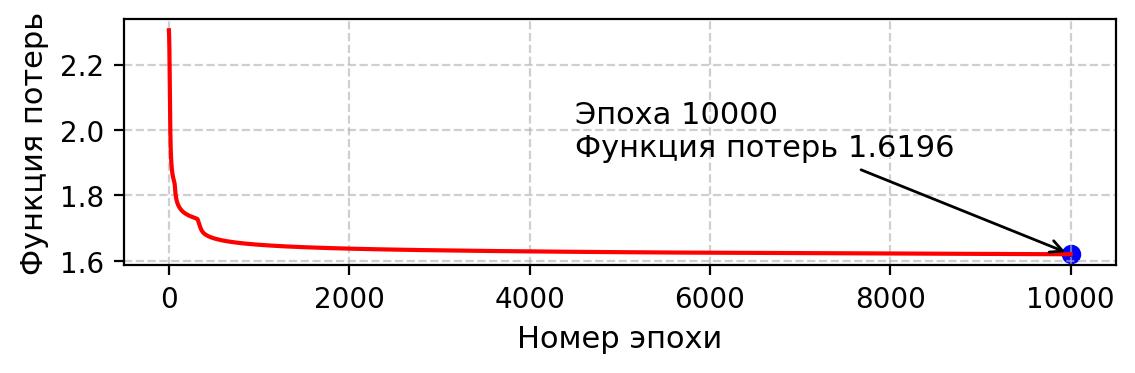 Функция потерь
2.2
2.0
1.8
1.6
Эпоха 10000
Функция потерь 1.6196
0 2000 4000 6000 8000 10000
Номер эпохи